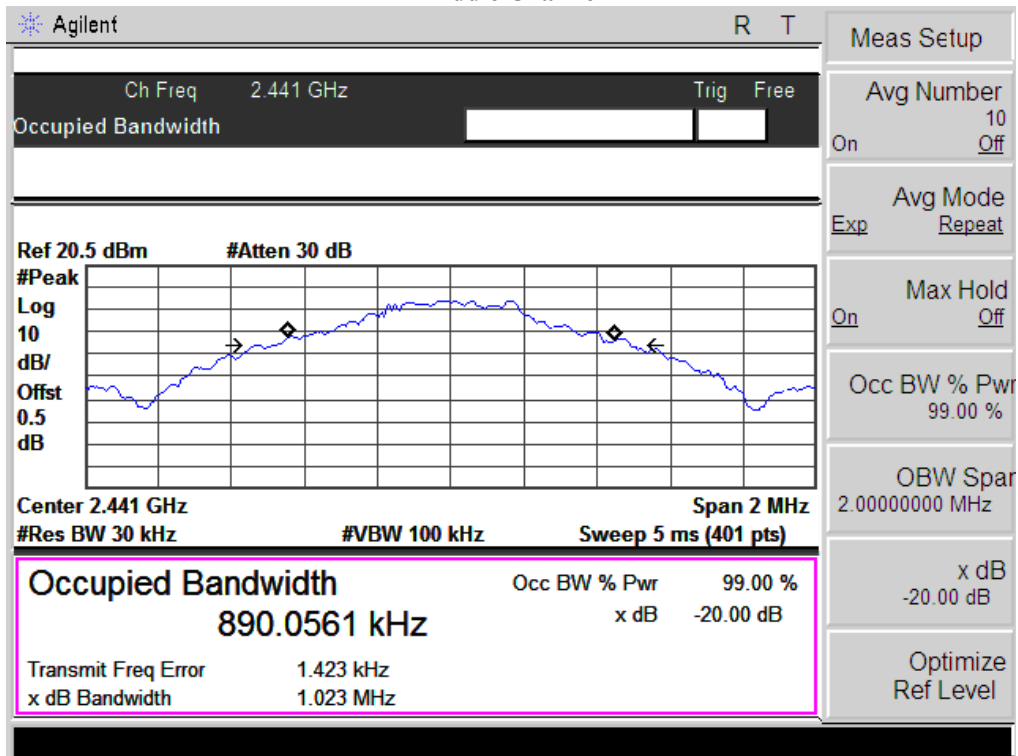 Agilent R T
Ch Freq 2.441 GHz Trig Free
Occupied Bandwidth
Ref 20.5 dBm #Atten 30 dB
#Peak
Log
10
dB/
Offst
0.5
dB
Center 2.441 GHz Span 2 MHz
#Res BW 30 kHz #VBW 100 kHz Sweep 5 ms (401 pts)
Occupied Bandwidth Occ BW % Pwr 99.00 %
890.0561 kHz x dB -20.00 dB
Transmit Freq Error 1.423 kHz
x dB Bandwidth 1.023 MHz
Meas Setup
Avg Number
10
On Off
Avg Mode
Exp Repeat
Max Hold
On Off
Occ BW % Pwr
99.00 %
OBW Span
2.00000000 MHz
x dB
-20.00 dB
Optimize
Ref Level